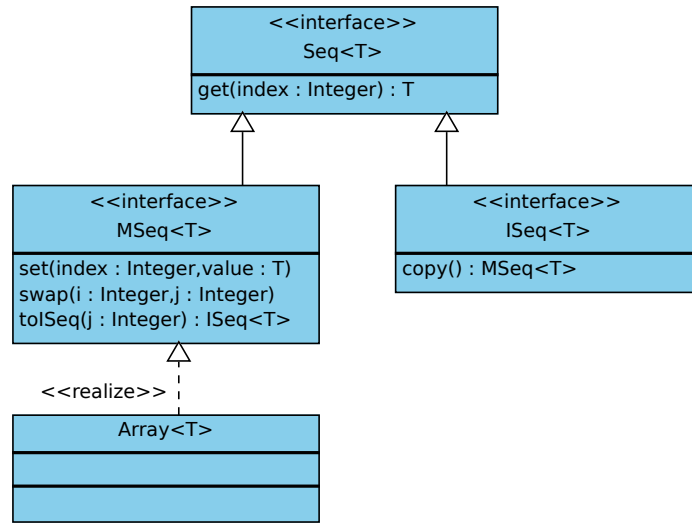 <<interface>>
Seq<T>
get(index : Integer) : T
<<interface>>
MSeq<T>
set(index : Integer,value : T)
swap(i : Integer,j : Integer)
toISeq(j : Integer) : ISeq<T>
<<interface>>
ISeq<T>
copy() : MSeq<T>
<<realize>>
Array<T>